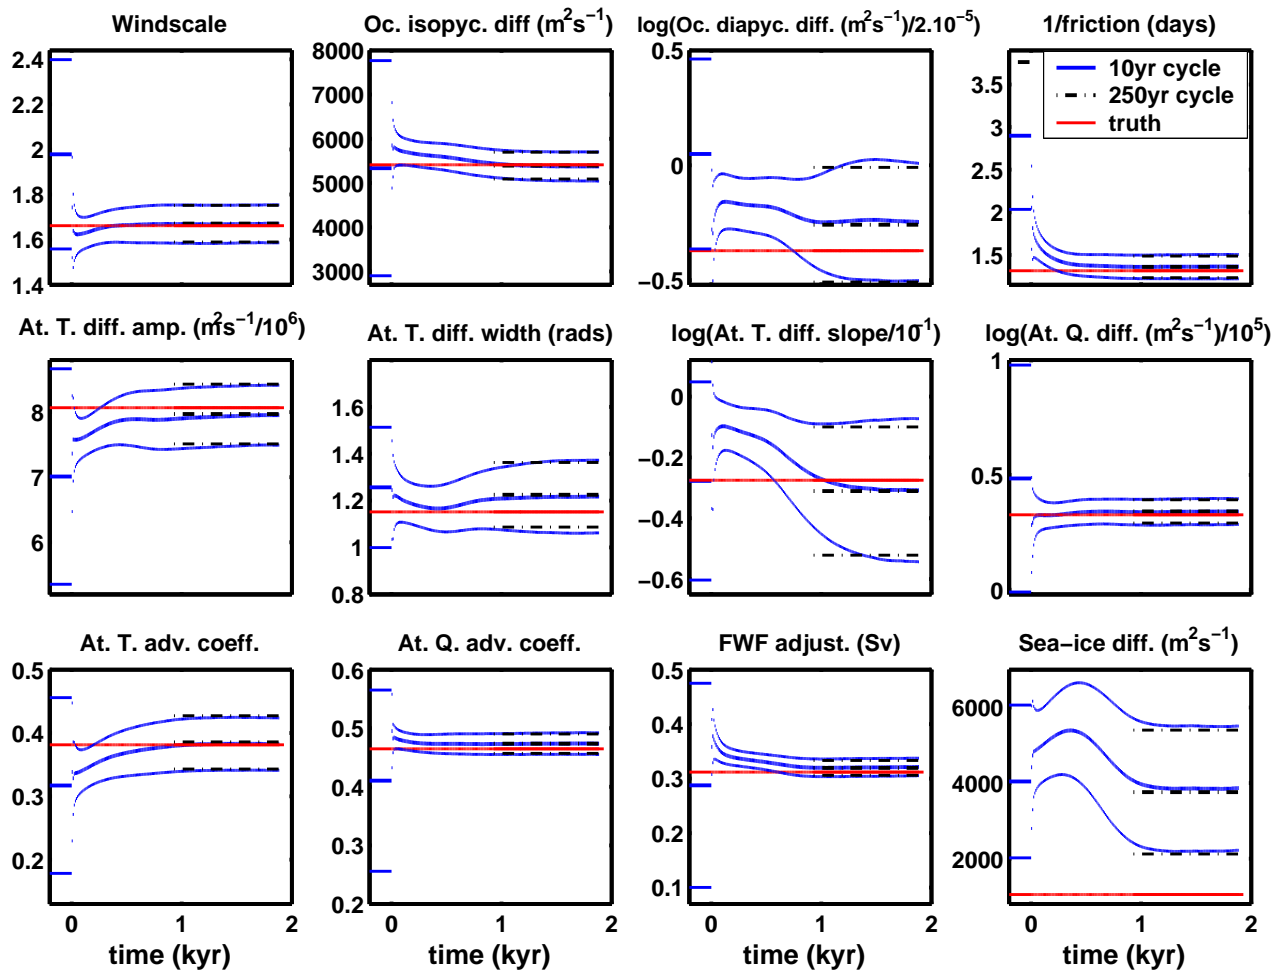 Windscale
Oc. isopyc. diff (m²s⁻¹)
log(Oc. diapyc. diff. (m²s⁻¹)/2.10⁻⁵)
1/friction (days)
2.4
2.2
2
1.8
1.6
1.4
8000
7000
6000
5000
4000
3000
0.5
0
−0.5
3.5
3
2.5
2
1.5
10yr cycle
250yr cycle
truth
At. T. diff. amp. (m²s⁻¹/10⁶)
At. T. diff. width (rads)
log(At. T. diff. slope/10⁻¹)
log(At. Q. diff. (m²s⁻¹)/10⁵)
8
7
6
1.6
1.4
1.2
1
0.8
0
−0.2
−0.4
−0.6
1
0.5
0
At. T. adv. coeff.
At. Q. adv. coeff.
FWF adjust. (Sv)
Sea−ice diff. (m²s⁻¹)
0.5
0.4
0.3
0.2
0.6
0.5
0.4
0.3
0.2
0.5
0.4
0.3
0.2
0.1
6000
4000
2000
0 1 2
0 1 2
0 1 2
0 1 2
time (kyr)
time (kyr)
time (kyr)
time (kyr)